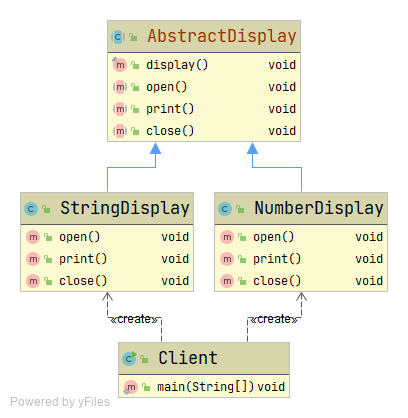 AbstractDisplay
display() void
open() void
print() void
close() void
StringDisplay
open() void
print() void
close() void
NumberDisplay
open() void
print() void
close() void
«create»
«create»
Client
main(String[]) void
Powered by yFiles